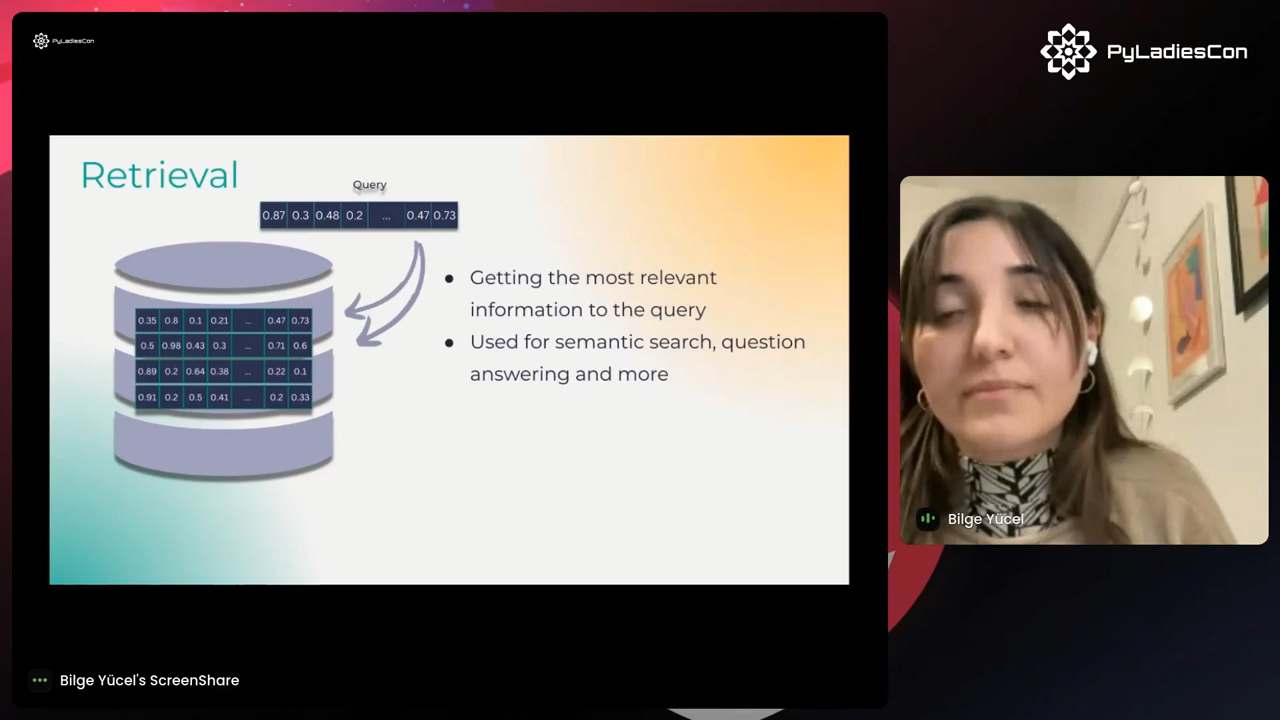 PyLadiesCon
PyLadiesCon
Retrieval
Query
0.87 0.3 0.48 0.2 ... 0.47 0.73
0.35 0.8 0.1 0.21 ... 0.47 0.73
0.5 0.98 0.43 0.3 ... 0.71 0.6
0.89 0.2 0.64 0.38 ... 0.22 0.1
0.91 0.2 0.5 0.41 ... 0.2 0.33
● Getting the most relevant
information to the query
● Used for semantic search, question
answering and more
Bilge Yücel
Bilge Yücel's ScreenShare